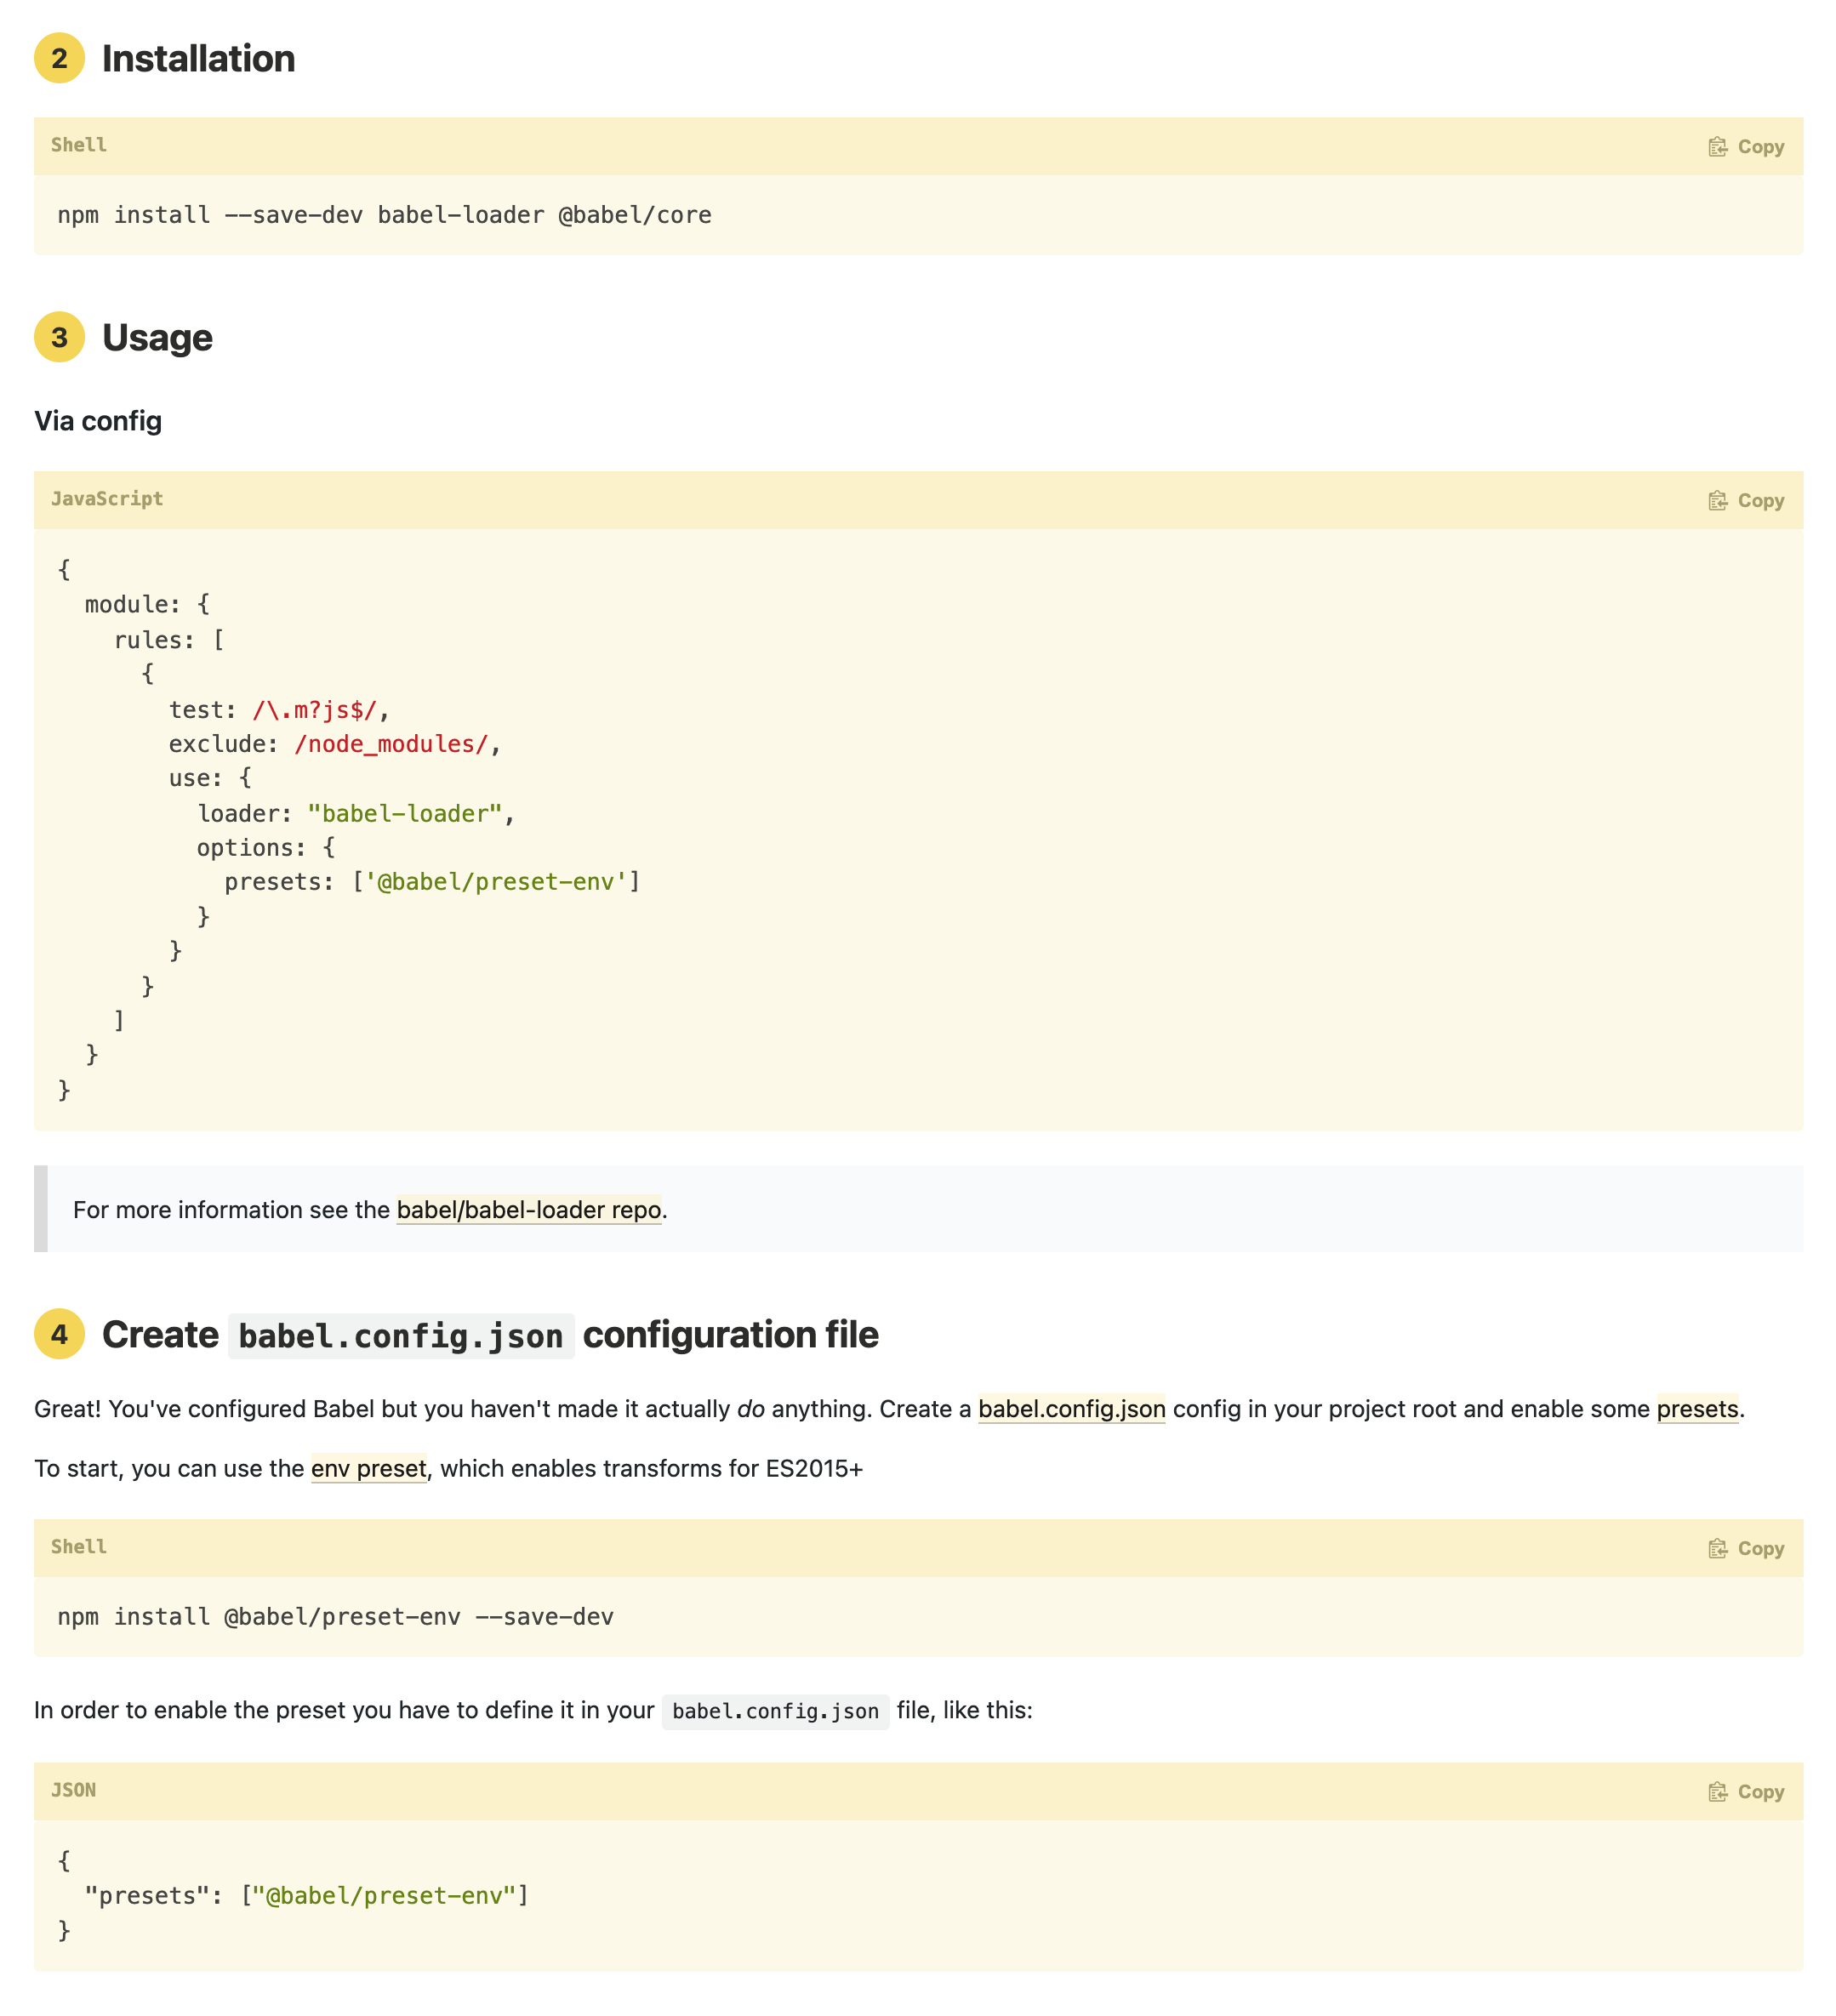 2 Installation
Shell Copy
npm install --save-dev babel-loader @babel/core
3 Usage
Via config
JavaScript Copy
{
  module: {
    rules: [
      {
        test: /\.m?js$/,
        exclude: /node_modules/,
        use: {
          loader: "babel-loader",
          options: {
            presets: ['@babel/preset-env']
          }
        }
      }
    ]
  }
}
For more information see the babel/babel-loader repo.
4 Create babel.config.json configuration file
Great! You've configured Babel but you haven't made it actually do anything. Create a babel.config.json config in your project root and enable some presets.
To start, you can use the env preset, which enables transforms for ES2015+
Shell Copy
npm install @babel/preset-env --save-dev
In order to enable the preset you have to define it in your babel.config.json file, like this:
JSON Copy
{
  "presets": ["@babel/preset-env"]
}